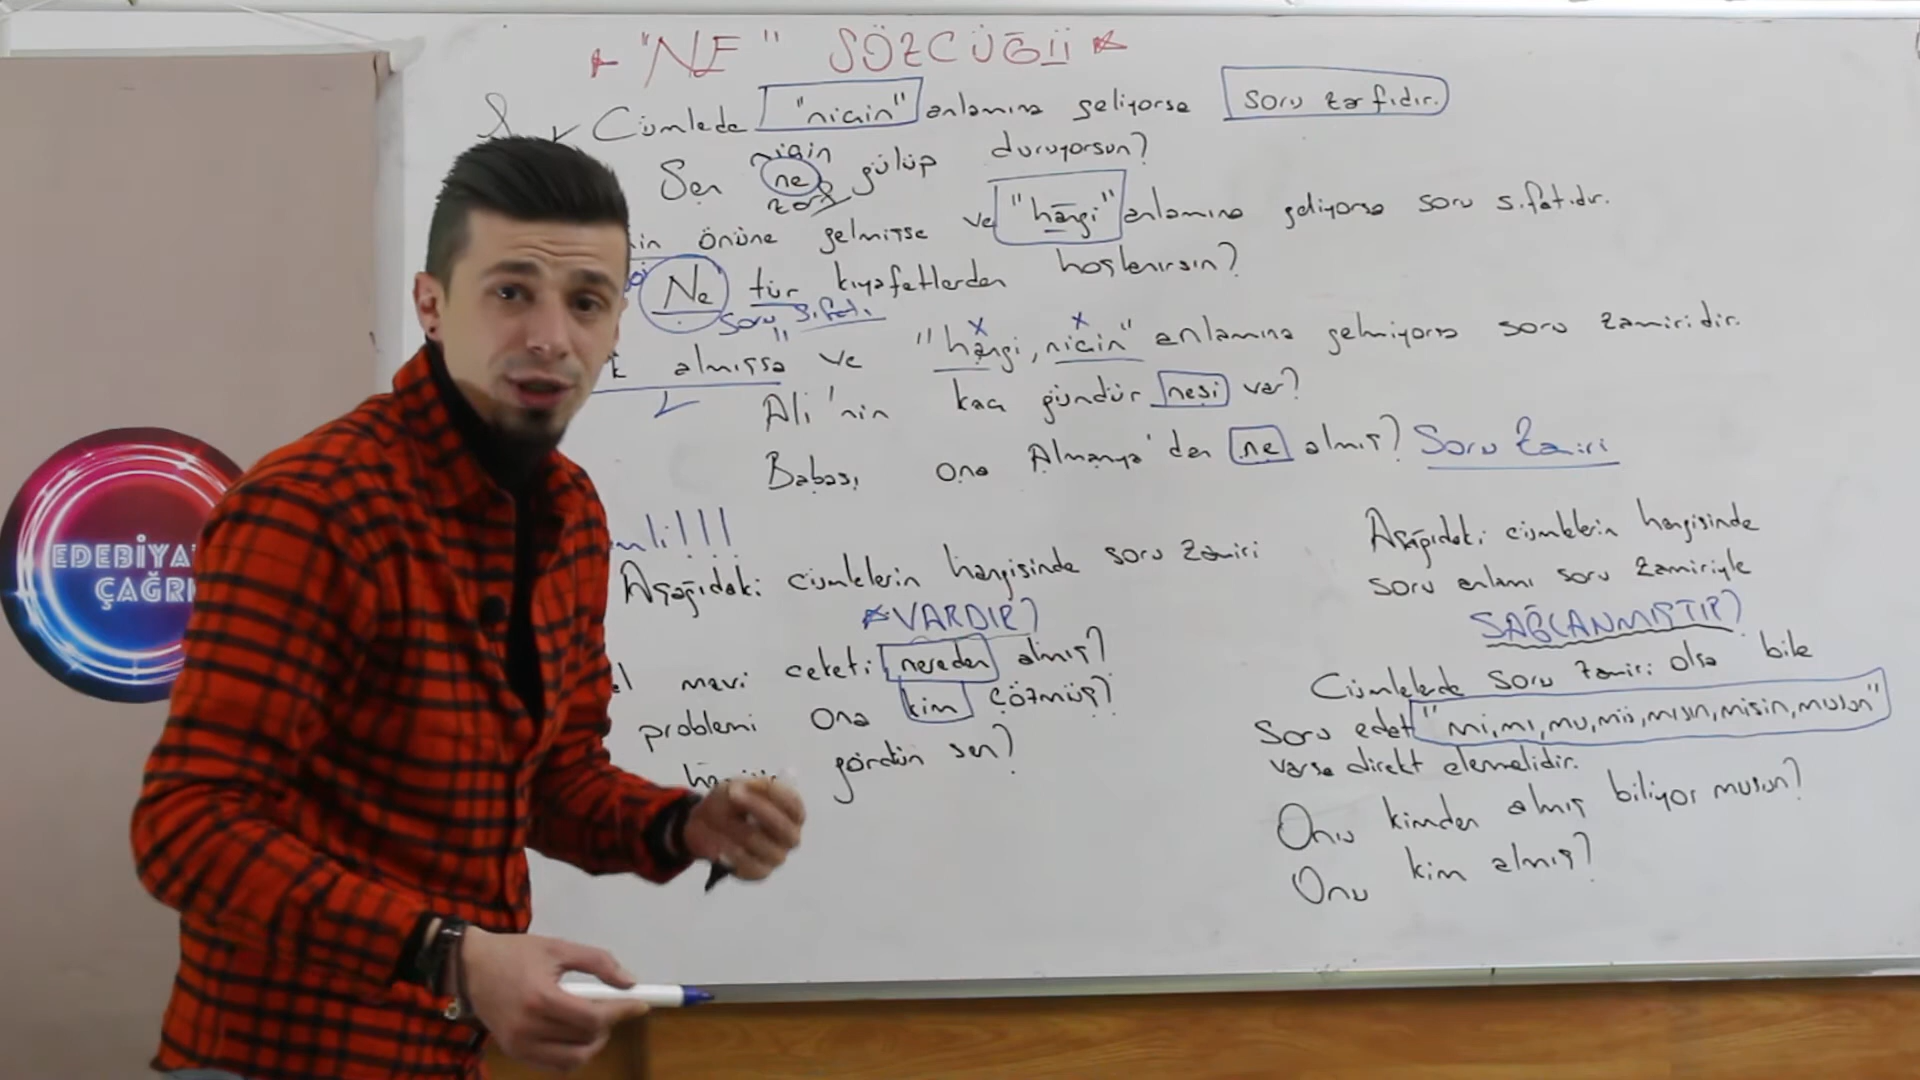 "NE" SÖZCÜĞÜ
Cümlede "niçin" anlamına geliyorsa soru zarfıdır.
niçin
Sen ne gülüp duruyorsun?
zarf
önüne gelmişse ve "hangi" anlamına geliyorsa soru sıfatıdır.
Ne tür kıyafetlerden hoşlanırsın?
soru sıfatı
x x
almışsa ve "hangi, niçin" anlamına gelmiyorsa soru zamiridir.
Ali'nin kaç gündür nesi var?
Babası ona Almanya'dan ne almış? Soru Zamiri
Aşağıdaki cümlelerin hangisinde soru zamiri
VARDIR?
mavi ceketi nereden almış?
problemi ona kim çözmüş?
gördün sen?
Aşağıdaki cümlelerin hangisinde
soru anlamı soru zamiriyle
SAĞLANMIŞTIR?
Cümlelerde soru zamiri olsa bile
Soru edat "mi, mı, mu, mü, mısın, misin, musun"
varsa direkt elemelidir.
Onu kimden almış biliyor musun?
Onu kim almış?
EDEBİYA
ÇAĞRI